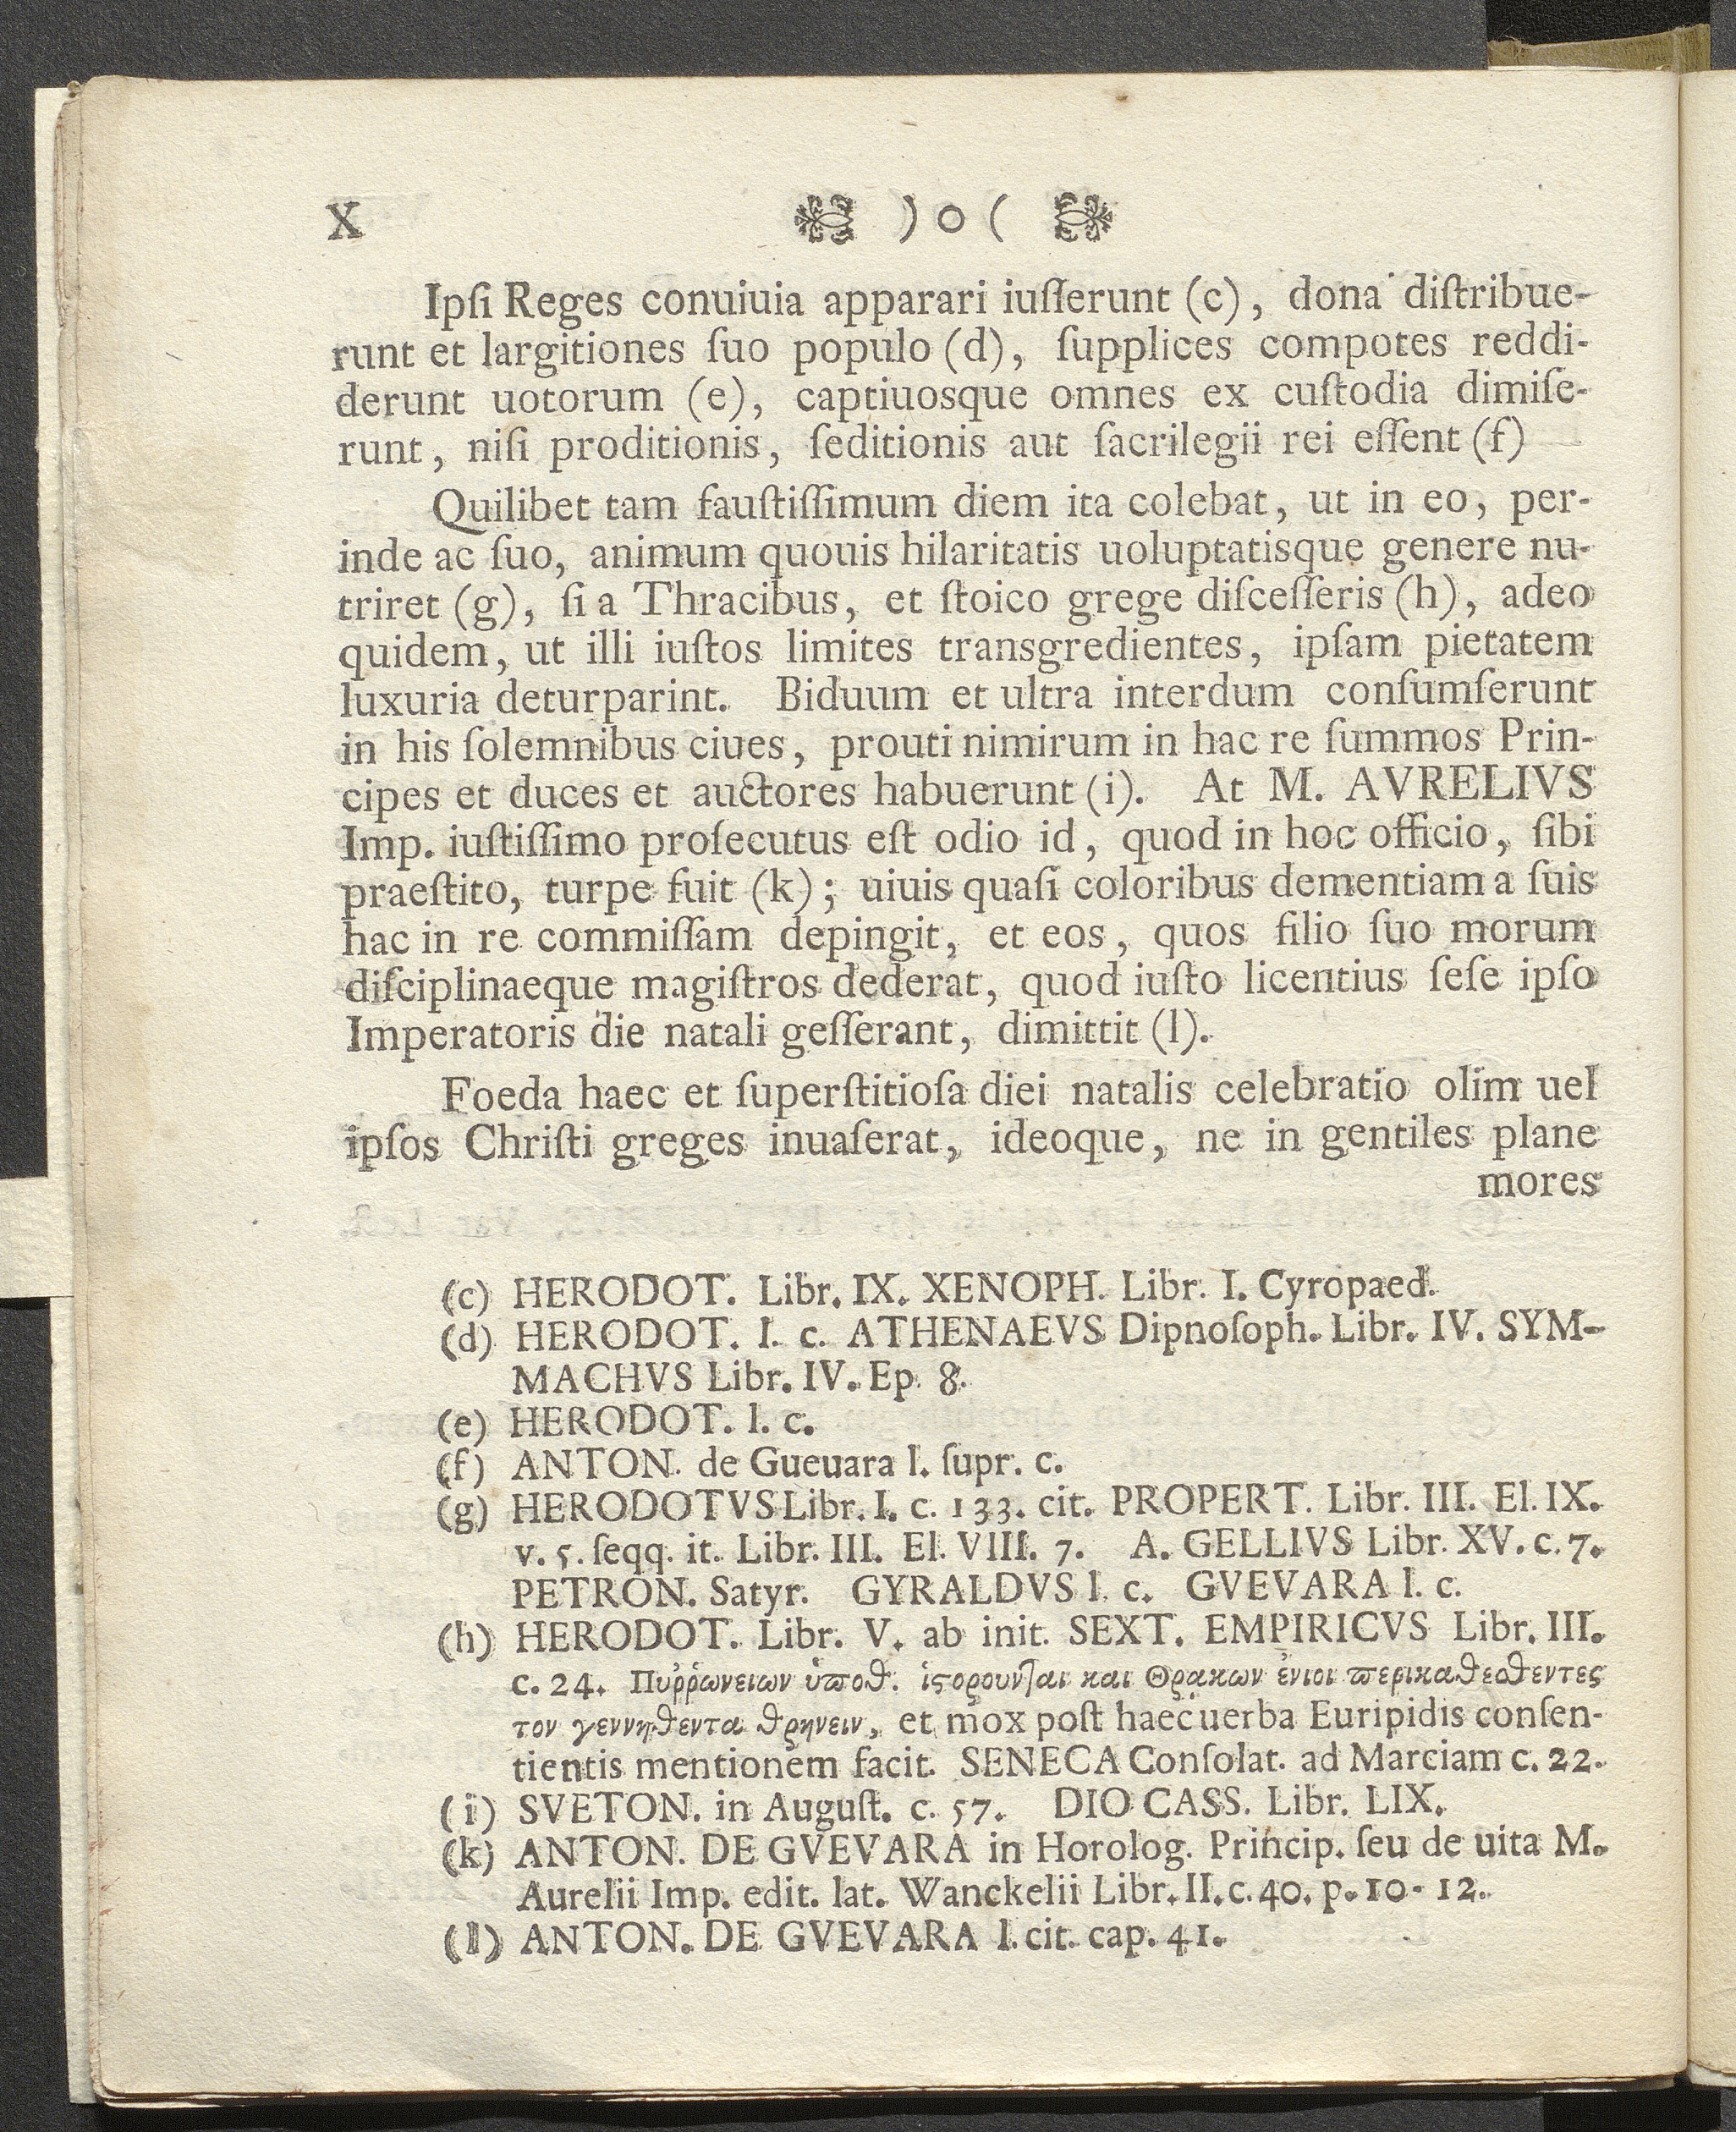 X ) o (
Ipſi Reges conuiuia apparari iuſſerunt (c), dona diſtribue-
runt et largitiones ſuo populo (d), ſupplices compotes reddi-
derunt uotorum (e), captiuosque omnes ex cuſtodia dimiſe-
runt, niſi proditionis, ſeditionis aut ſacrilegii rei eſſent (f)
Quilibet tam fauſtiſſimum diem ita colebat, ut in eo, per-
inde ac ſuo, animum quouis hilaritatis uoluptatisque genere nu-
triret (g), ſi a Thracibus, et ſtoico grege diſceſſeris (h), adeo
quidem, ut illi iuſtos limites transgredientes, ipſam pietatem
luxuria deturparint. Biduum et ultra interdum conſumſerunt
in his ſolemnibus ciues, prouti nimirum in hac re ſummos Prin-
cipes et duces et auctores habuerunt (i). At M. AVRELIVS
Imp. iuſtiſſimo proſecutus eſt odio id, quod in hoc officio, ſibi
praeſtito, turpe fuit (k); uiuis quaſi coloribus dementiam a ſuis
hac in re commiſſam depingit, et eos, quos filio ſuo morum
diſciplinaeque magiſtros dederat, quod iuſto licentius ſeſe ipſo
Imperatoris die natali geſſerant, dimittit (l).
Foeda haec et ſuperſtitioſa diei natalis celebratio olim uel
ipſos Chriſti greges inuaſerat, ideoque, ne in gentiles plane
mores
(c) HERODOT. Libr. IX. XENOPH. Libr. I. Cyropaed.
(d) HERODOT. l. c. ATHENAEVS Dipnoſoph. Libr. IV. SYM-
MACHVS Libr. IV. Ep. 8.
(e) HERODOT. l. c.
(f) ANTON. de Gueuara l. ſupr. c.
(g) HERODOTVS Libr. I. c. 133. cit. PROPERT. Libr. III. El. IX.
v. 5. ſeqq. it. Libr. III. El. VIII. 7. A. GELLIVS Libr. XV. c. 7.
PETRON. Satyr. GYRALDVS l. c. GVEVARA l. c.
(h) HERODOT. Libr. V. ab init. SEXT. EMPIRICVS Libr. III.
c. 24. Πυῤῥωνειων ὑποθ. ἱϛορουνται και Θρακων ἐνιοι περικαθεσθεντες
τον γεννηθεντα θρηνειν, et mox poſt haec uerba Euripidis conſen-
tientis mentionem facit. SENECA Conſolat. ad Marciam c. 22.
(i) SVETON. in Auguſt. c. 57. DIO CASS. Libr. LIX.
(k) ANTON. DE GVEVARA in Horolog. Princip. ſeu de uita M.
Aurelii Imp. edit. lat. Wanckelii Libr. II. c. 40. p. 10-12.
(l) ANTON. DE GVEVARA l. cit. cap. 41.